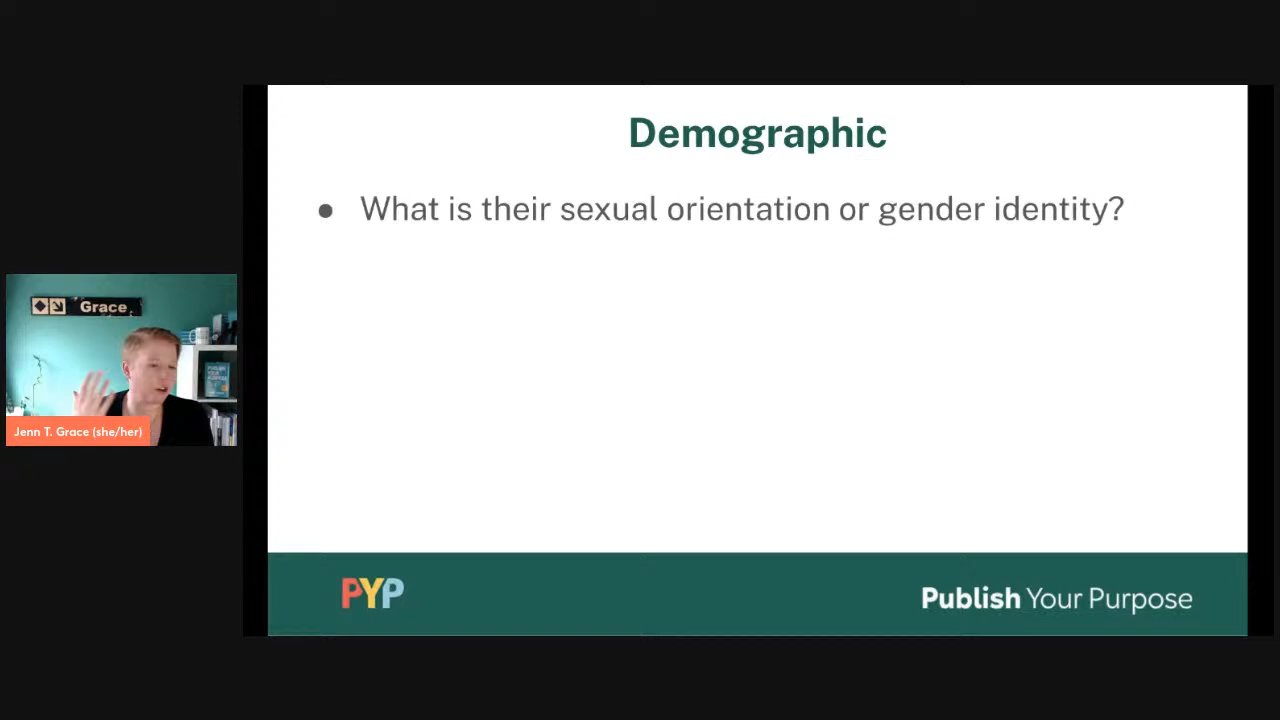 Demographic
● What is their sexual orientation or gender identity?
Grace
Jenn T. Grace (she/her)
PYP
Publish Your Purpose